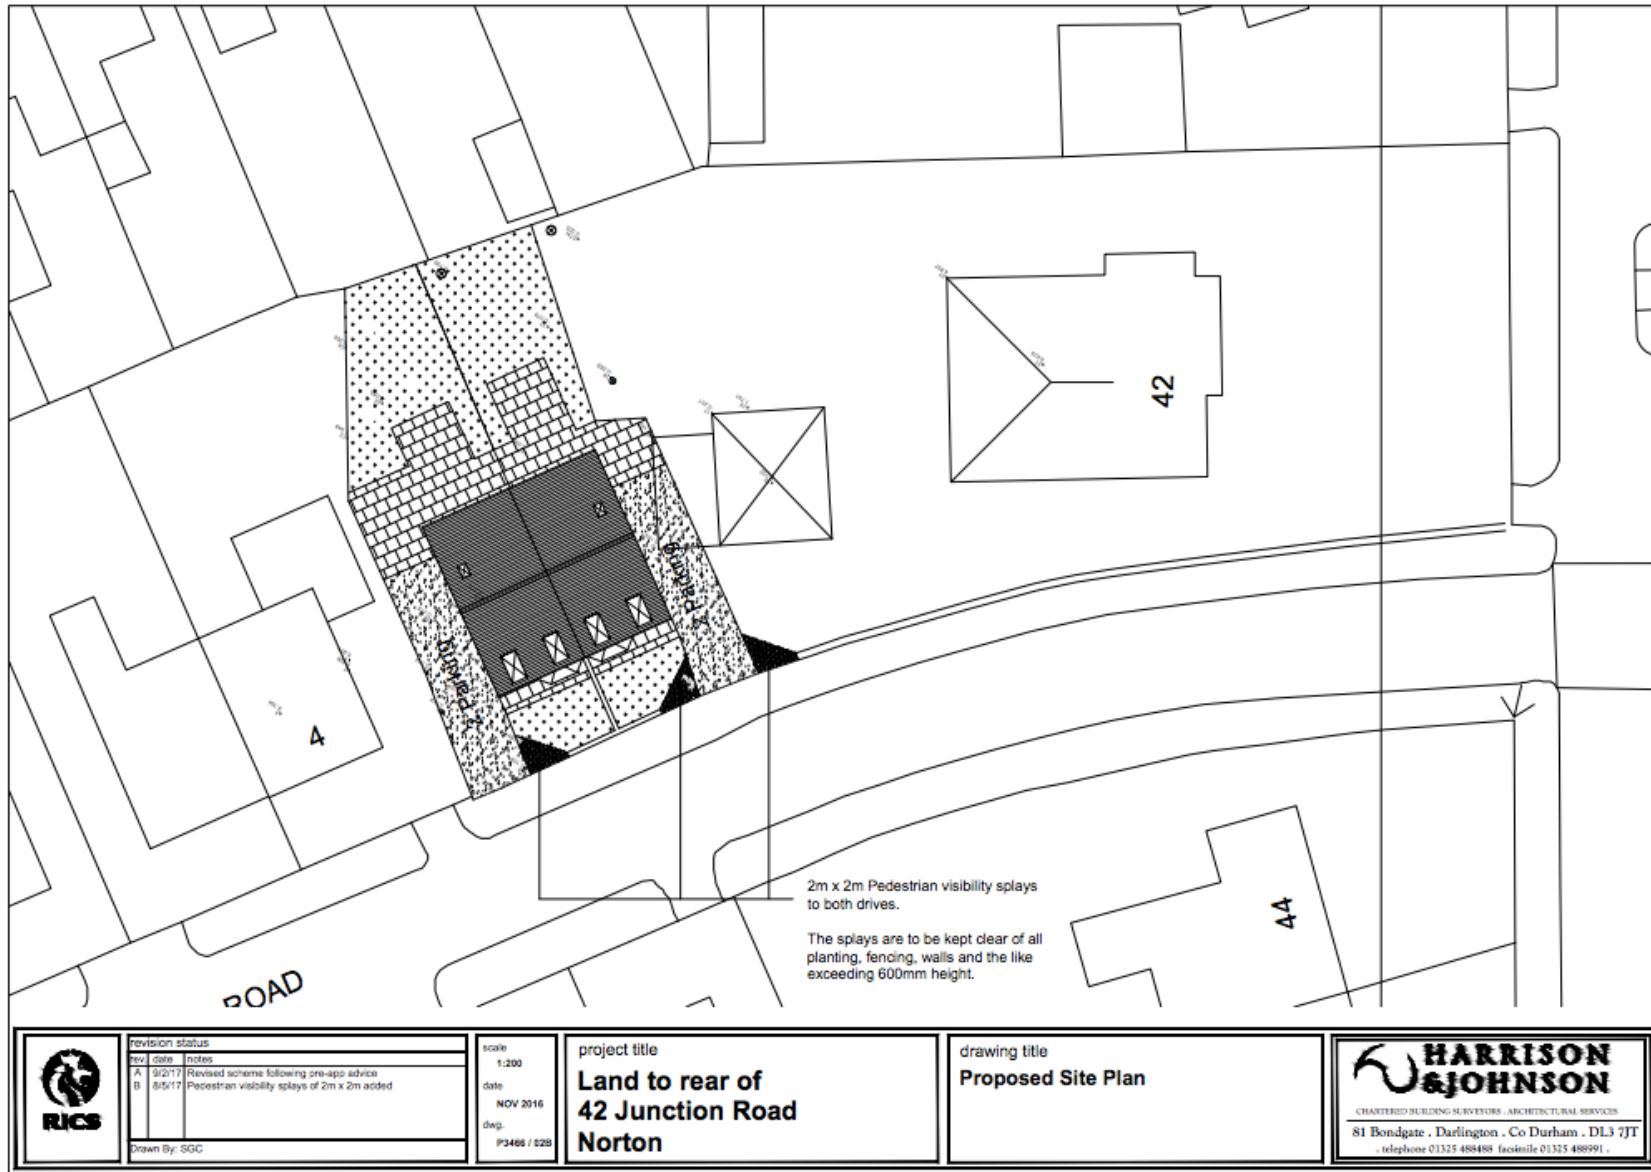 42
2 Parking
2 Parking
4
44
ROAD
2m x 2m Pedestrian visibility splays
to both drives.
The splays are to be kept clear of all
planting, fencing, walls and the like
exceeding 600mm height.
RICS
revision status
rev. date notes
A 9/2/17 Revised scheme following pre-app advice
B 8/5/17 Pedestrian visibility splays of 2m x 2m added
Drawn By: SGC
scale
1:200
date
NOV 2016
dwg.
P3466 / 02B
project title
Land to rear of
42 Junction Road
Norton
drawing title
Proposed Site Plan
HARRISON
&JOHNSON
CHARTERED BUILDING SURVEYORS . ARCHITECTURAL SERVICES
81 Bondgate . Darlington . Co Durham . DL3 7JT
. telephone 01325 488488 facsimile 01325 488991 .